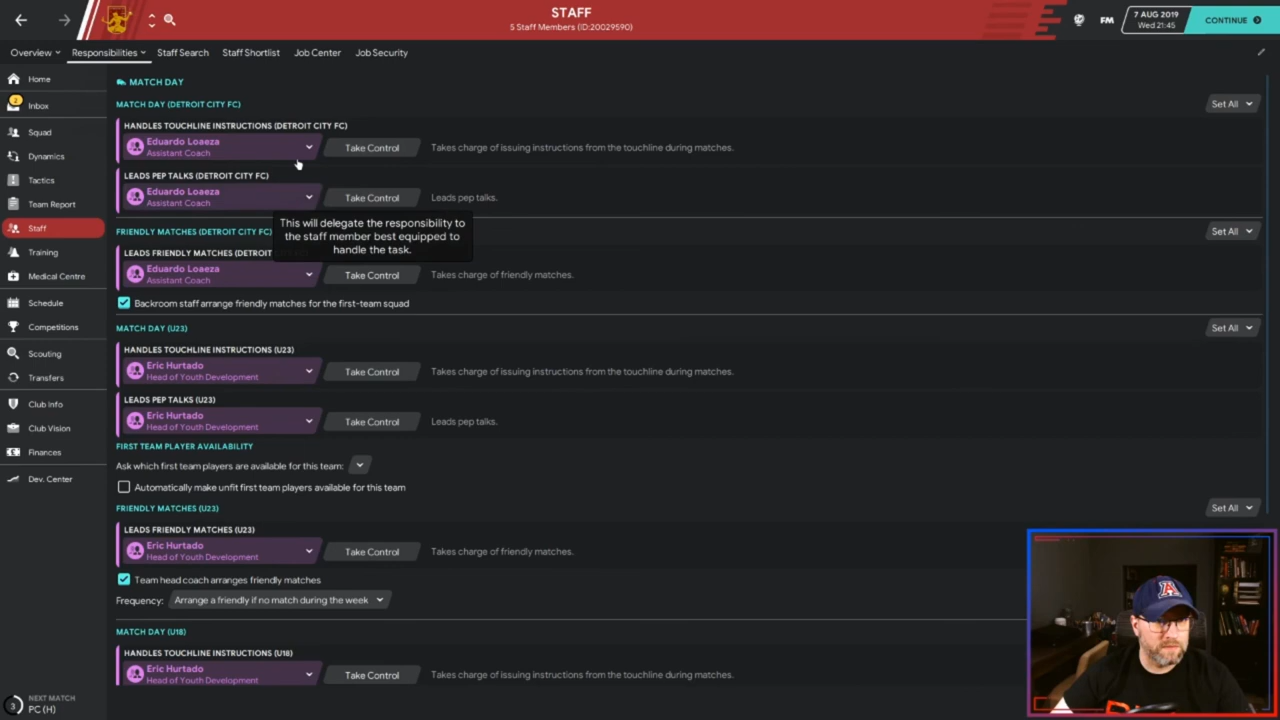 STAFF
5 Staff Members (ID:20029590)
FM
7 AUG 2019
Wed 21:45
CONTINUE
Overview
Responsibilities
Staff Search
Staff Shortlist
Job Center
Job Security
Home
2
Inbox
Squad
Dynamics
Tactics
Team Report
Staff
Training
Medical Centre
Schedule
Competitions
Scouting
Transfers
Club Info
Club Vision
Finances
Dev. Center
3
NEXT MATCH
PC (H)
MATCH DAY
MATCH DAY (DETROIT CITY FC)
Set All
HANDLES TOUCHLINE INSTRUCTIONS (DETROIT CITY FC)
Eduardo Loaeza
Assistant Coach
Take Control
Takes charge of issuing instructions from the touchline during matches.
LEADS PEP TALKS (DETROIT CITY FC)
Eduardo Loaeza
Assistant Coach
Take Control
Leads pep talks.
This will delegate the responsibility to
the staff member best equipped to
handle the task.
FRIENDLY MATCHES (DETROIT CITY FC)
Set All
LEADS FRIENDLY MATCHES (DETROIT
Eduardo Loaeza
Assistant Coach
Take Control
Takes charge of friendly matches.
Backroom staff arrange friendly matches for the first-team squad
MATCH DAY (U23)
Set All
HANDLES TOUCHLINE INSTRUCTIONS (U23)
Eric Hurtado
Head of Youth Development
Take Control
Takes charge of issuing instructions from the touchline during matches.
LEADS PEP TALKS (U23)
Eric Hurtado
Head of Youth Development
Take Control
Leads pep talks.
FIRST TEAM PLAYER AVAILABILITY
Ask which first team players are available for this team:
Automatically make unfit first team players available for this team
FRIENDLY MATCHES (U23)
Set All
LEADS FRIENDLY MATCHES (U23)
Eric Hurtado
Head of Youth Development
Take Control
Takes charge of friendly matches.
Team head coach arranges friendly matches
Frequency: Arrange a friendly if no match during the week
MATCH DAY (U18)
HANDLES TOUCHLINE INSTRUCTIONS (U18)
Eric Hurtado
Head of Youth Development
Take Control
Takes charge of issuing instructions from the touchline during matches.
A